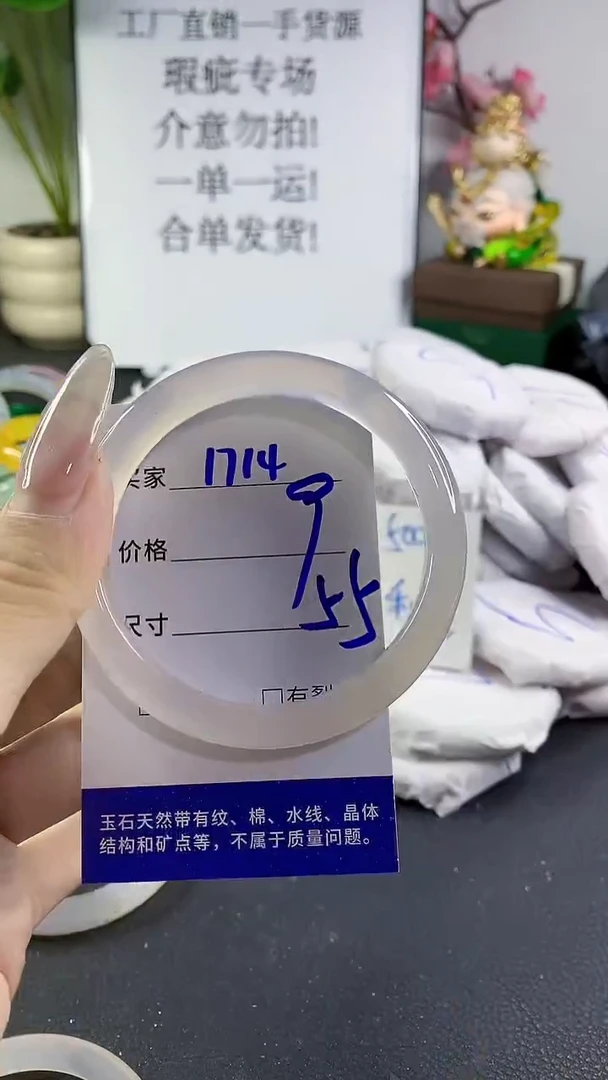 工厂直销一手货源
瑕疵专场
介意勿拍!
一单一运!
合单发货!
买家 1714
价格
尺寸 55
有列
玉石天然带有纹、棉、水线、晶体
结构和矿点等，不属于质量问题。